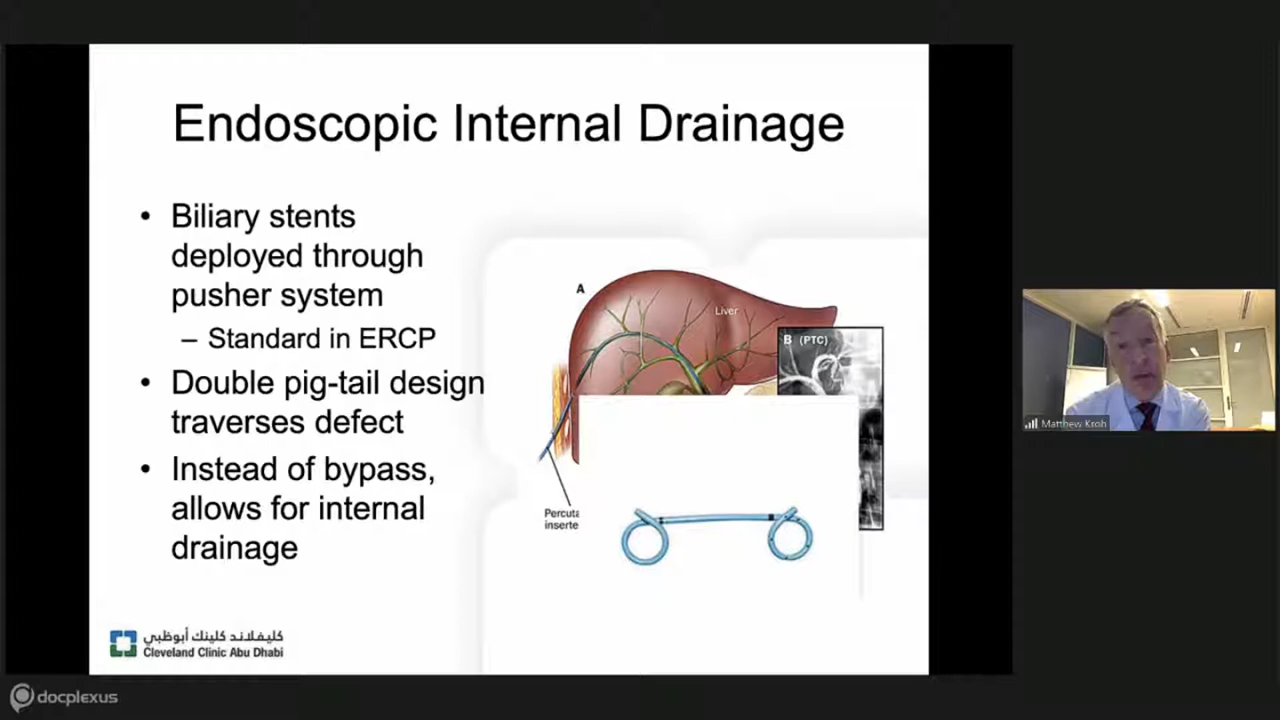 Endoscopic Internal Drainage
• Biliary stents
deployed through
pusher system
– Standard in ERCP
• Double pig-tail design
traverses defect
• Instead of bypass,
allows for internal
drainage
A
Liver
B (PTC)
Percuta
inserte
كليفلاند كلينك أبوظبي
Cleveland Clinic Abu Dhabi
Matthew Kroh
docplexus